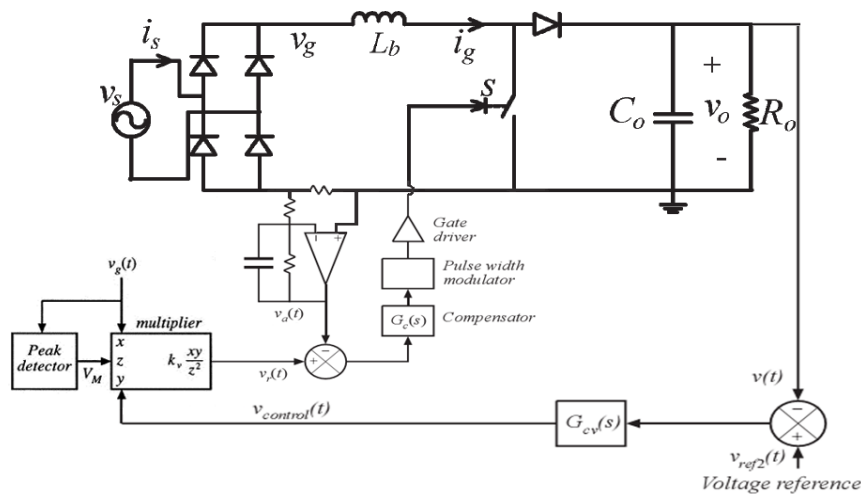 i_s
v_g
L_b
i_g
v_s
s
C_o
+
v_o
-
R_o
Gate
driver
- +
Pulse width
modulator
v_g(t)
v_a(t)
G_c(s)
Compensator
multiplier
Peak
detector
V_M
x
z
y
k_v xy/z^2
v_r(t)
+ -
v(t)
v_control(t)
G_cv(s)
-
+
v_ref2(t)
Voltage reference